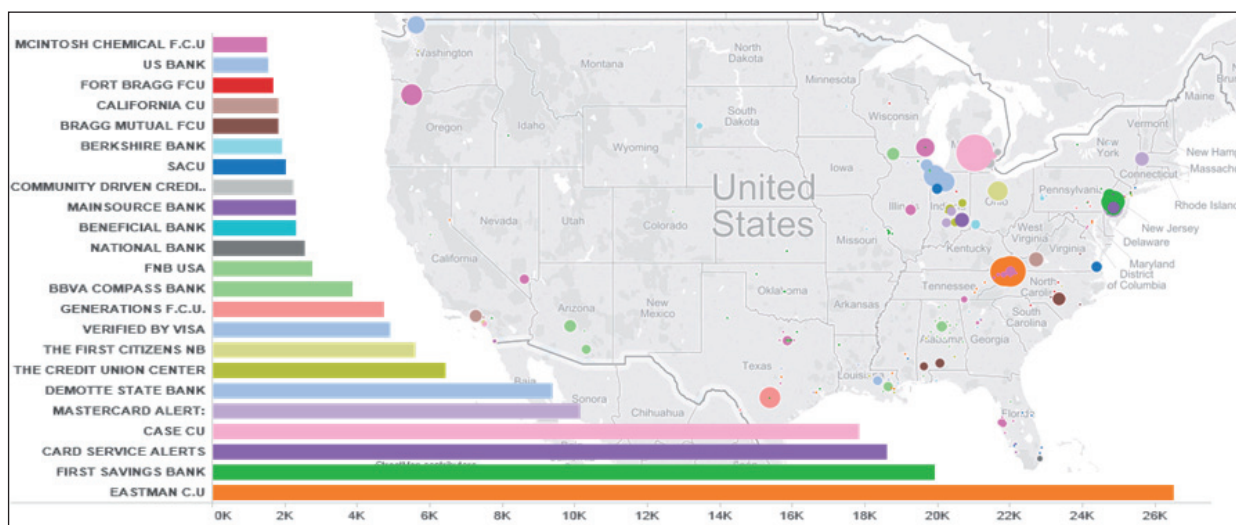 MCINTOSH CHEMICAL F.C.U
US BANK
FORT BRAGG FCU
CALIFORNIA CU
BRAGG MUTUAL FCU
BERKSHIRE BANK
SACU
COMMUNITY DRIVEN CREDI..
MAINSOURCE BANK
BENEFICIAL BANK
NATIONAL BANK
FNB USA
BBVA COMPASS BANK
GENERATIONS F.C.U.
VERIFIED BY VISA
THE FIRST CITIZENS NB
THE CREDIT UNION CENTER
DEMOTTE STATE BANK
MASTERCARD ALERT:
CASE CU
CARD SERVICE ALERTS
FIRST SAVINGS BANK
EASTMAN C.U
0K 2K 4K 6K 8K 10K 12K 14K 16K 18K 20K 22K 24K 26K
Washington
Montana
North
Dakota
Minnesota
Maine
Vermont
Oregon
Idaho
South
Dakota
Wisconsin
New
York
New Hamp
Massachu
Wyoming
Iowa
Connecticut
Pennsylvania
Rhode Island
United
States
Nevada
Utah
Colorado
Ohio
New Jersey
Delaware
Maryland
District
of Columbia
California
Missouri
Kentucky
West
Virginia
Virginia
Arizona
New
Mexico
Oklahoma
Arkansas
Tennessee
North
Carolina
South
Carolina
Texas
Alabama
Georgia
Baja
Sonora
Chihuahua